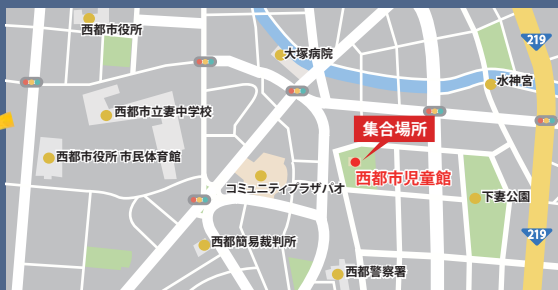 西都市役所
219
大塚病院
水神宮
西都市立妻中学校
集合場所
西都市役所 市民体育館
西都市児童館
コミュニティプラザパオ
下妻公園
西都簡易裁判所
219
西都警察署